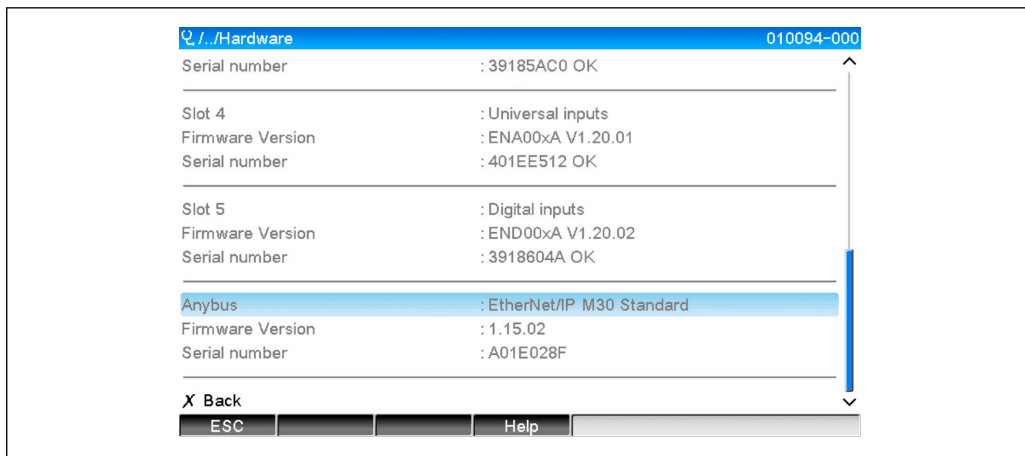 /../Hardware 010094-000
Serial number : 39185AC0 OK
Slot 4 : Universal inputs
Firmware Version : ENA00xA V1.20.01
Serial number : 401EE512 OK
Slot 5 : Digital inputs
Firmware Version : END00xA V1.20.02
Serial number : 3918604A OK
Anybus : EtherNet/IP M30 Standard
Firmware Version : 1.15.02
Serial number : A01E028F
X Back
ESC Help